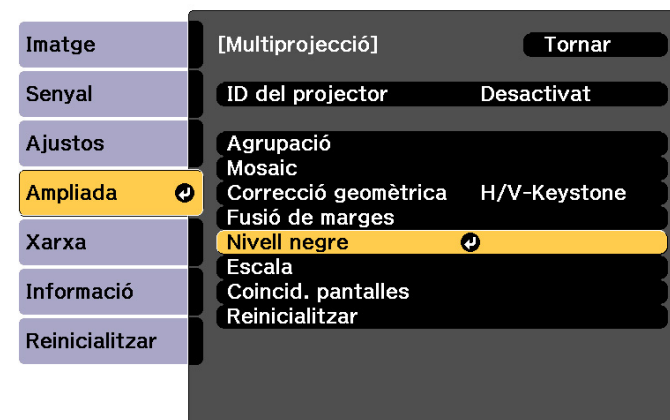 Imatge
Senyal
Ajustos
Ampliada
Xarxa
Informació
Reinicialitzar
[Multiprojecció] Tornar
ID del projector Desactivat
Agrupació
Mosaic
Correcció geomètrica H/V-Keystone
Fusió de marges
Nivell negre
Escala
Coincid. pantalles
Reinicialitzar